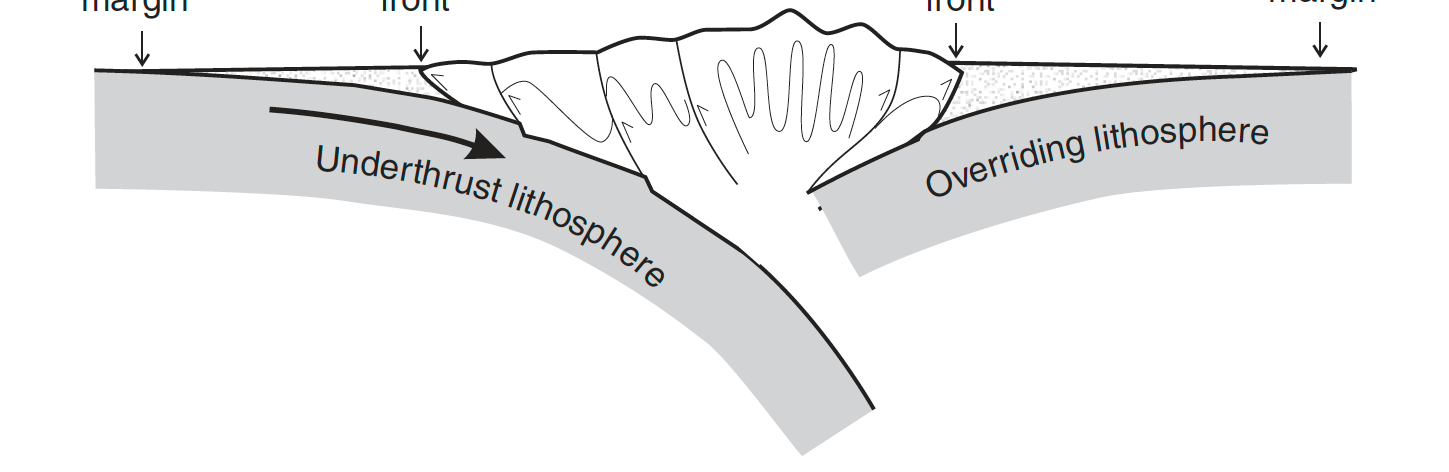 margin front front margin
Underthrust lithosphere
Overriding lithosphere